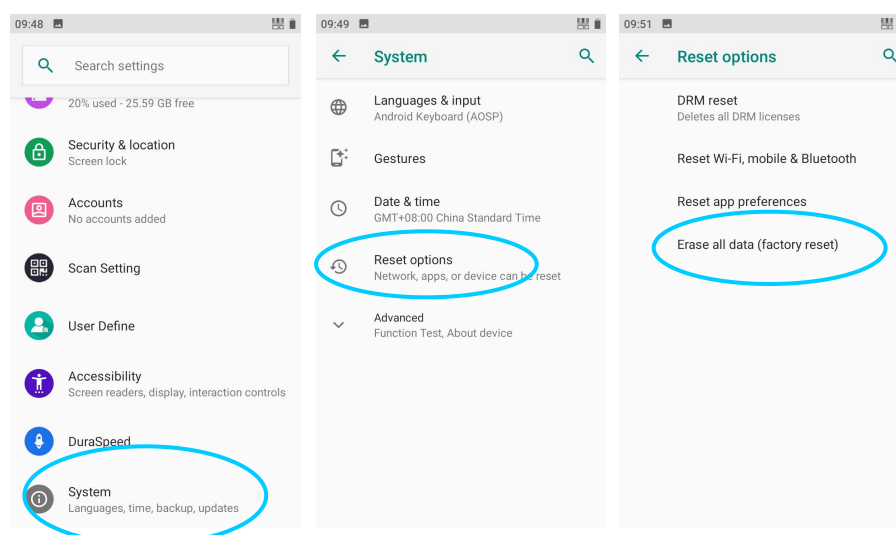 09:48
Search settings
20% used - 25.59 GB free
Security & location
Screen lock
Accounts
No accounts added
Scan Setting
User Define
Accessibility
Screen readers, display, interaction controls
DuraSpeed
System
Languages, time, backup, updates
09:49
System
Languages & input
Android Keyboard (AOSP)
Gestures
Date & time
GMT+08:00 China Standard Time
Reset options
Network, apps, or device can be reset
Advanced
Function Test, About device
09:51
Reset options
DRM reset
Deletes all DRM licenses
Reset Wi-Fi, mobile & Bluetooth
Reset app preferences
Erase all data (factory reset)